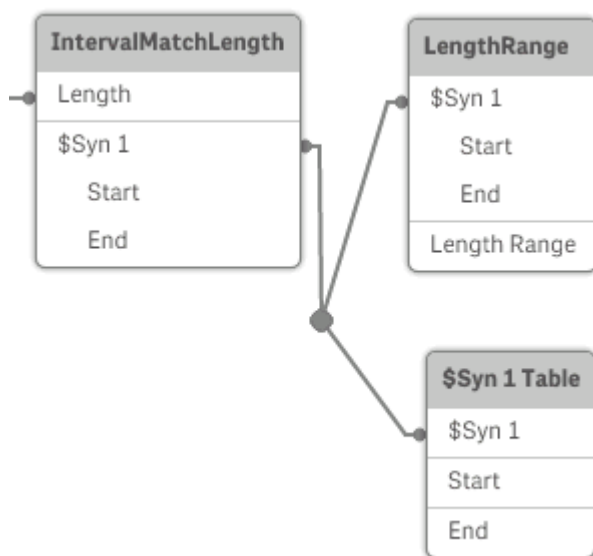 IntervalMatchLength
Length
$Syn 1
Start
End
LengthRange
$Syn 1
Start
End
Length Range
$Syn 1 Table
$Syn 1
Start
End